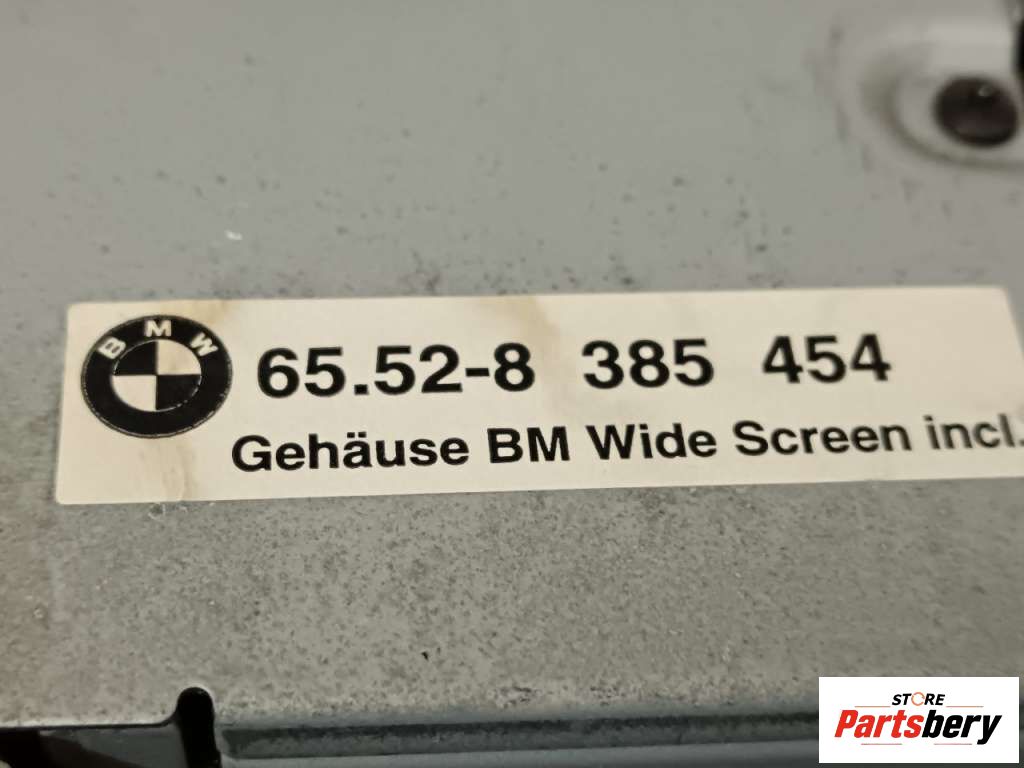 BMW
65.52-8 385 454
Gehäuse BM Wide Screen incl.
STORE
Partsbery